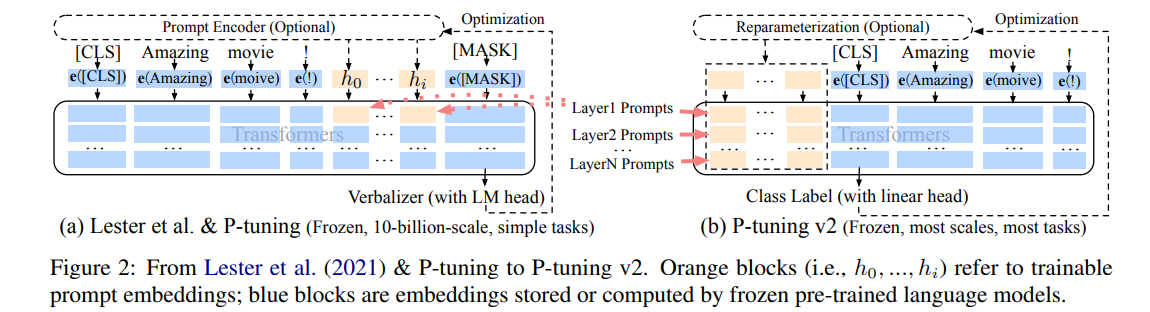 Prompt Encoder (Optional)
Optimization
[CLS] Amazing movie ! [MASK]
e([CLS]) e(Amazing) e(moive) e(!) h0 ... hi e([MASK])
Transformers
... ... ... ... ... ...
Verbalizer (with LM head)
(a) Lester et al. & P-tuning (Frozen, 10-billion-scale, simple tasks)
Layer1 Prompts
Layer2 Prompts
...
LayerN Prompts
Reparameterization (Optional)
Optimization
[CLS] Amazing movie !
... e([CLS]) e(Amazing) e(moive) e(!)
Transformers
... ... ... ... ... ...
Class Label (with linear head)
(b) P-tuning v2 (Frozen, most scales, most tasks)
Figure 2: From Lester et al. (2021) & P-tuning to P-tuning v2. Orange blocks (i.e., h0, ..., hi) refer to trainable
prompt embeddings; blue blocks are embeddings stored or computed by frozen pre-trained language models.